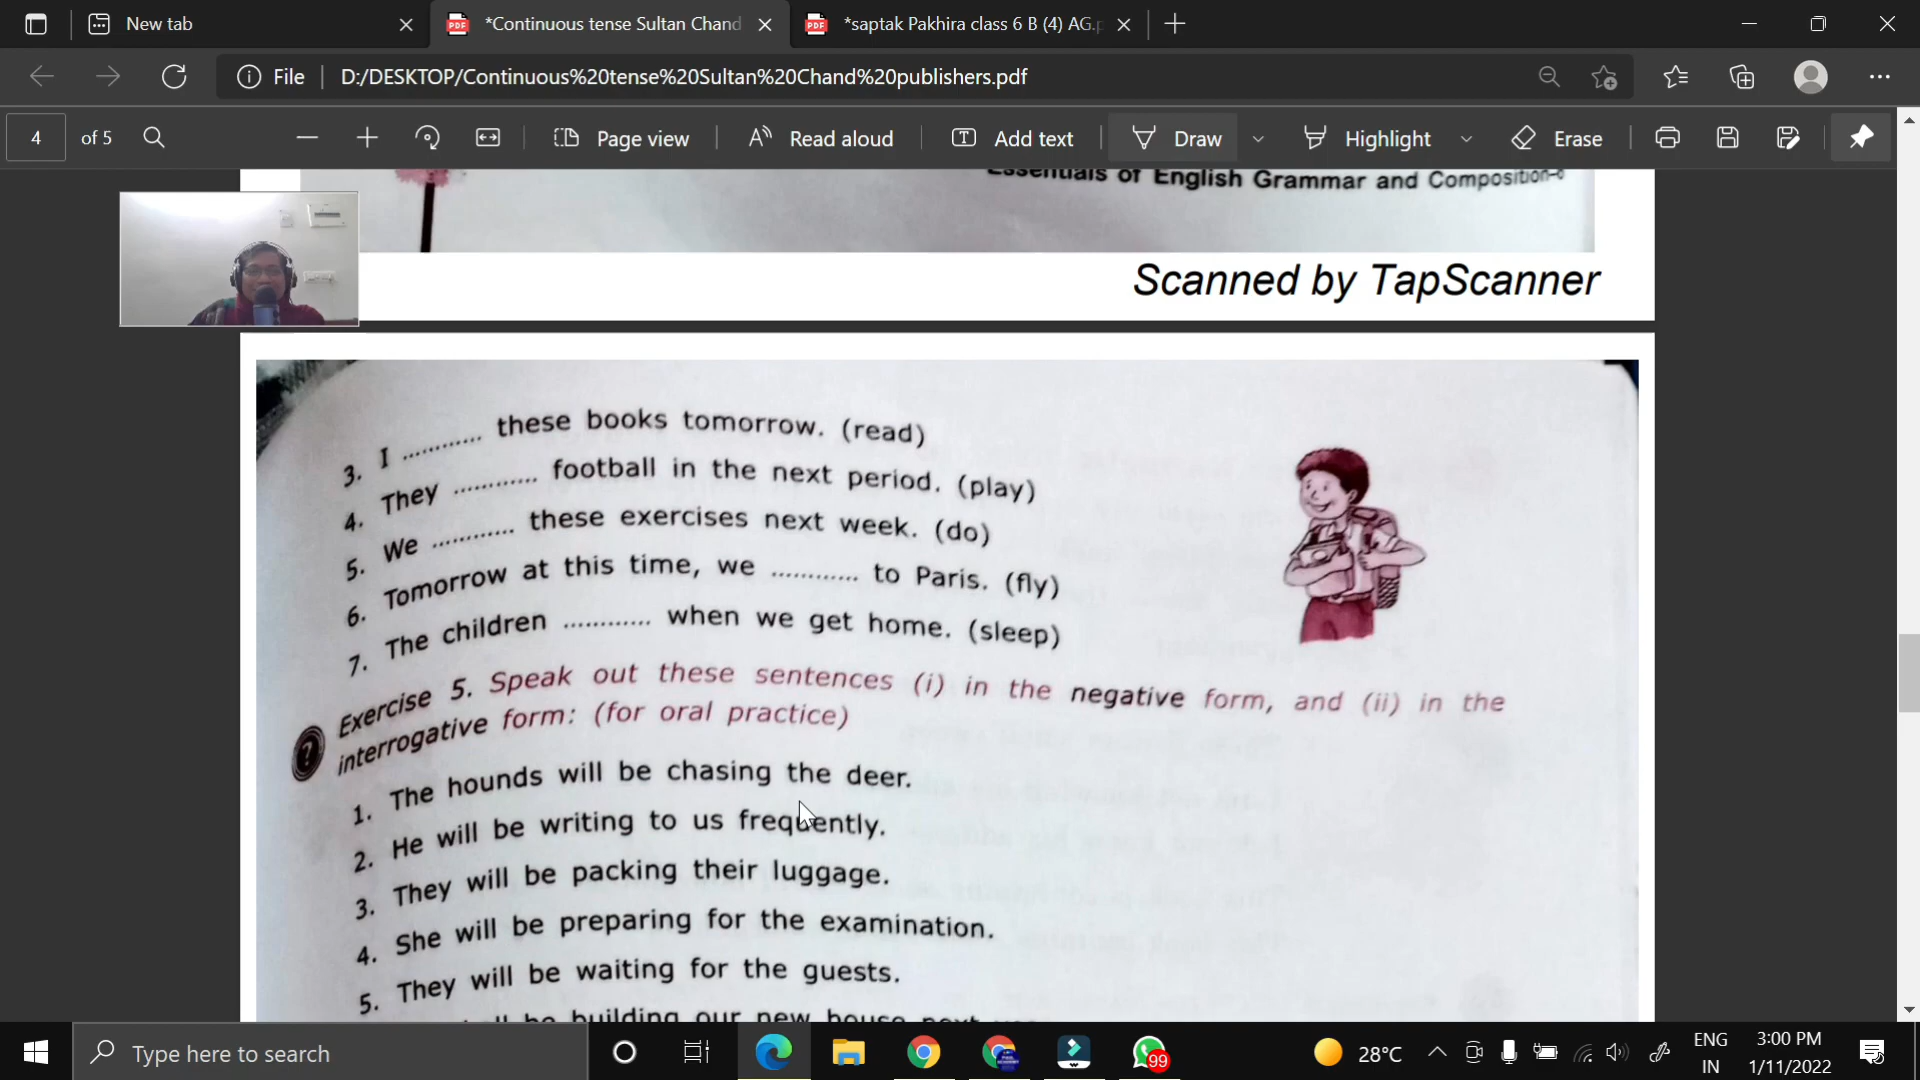 New tab
*Continuous tense Sultan Chand
*saptak Pakhira class 6 B (4) AG.p
File
D:/DESKTOP/Continuous%20tense%20Sultan%20Chand%20publishers.pdf
4 of 5
Page view
Read aloud
Add text
Draw
Highlight
Erase
Essentials of English Grammar and Composition-6
Scanned by TapScanner
3. I ............ these books tomorrow. (read)
4. They ............ football in the next period. (play)
5. We ............ these exercises next week. (do)
6. Tomorrow at this time, we ............ to Paris. (fly)
7. The children ............ when we get home. (sleep)
Exercise 5. Speak out these sentences (i) in the negative form, and (ii) in the
? interrogative form: (for oral practice)
1. The hounds will be chasing the deer.
2. He will be writing to us frequently.
3. They will be packing their luggage.
4. She will be preparing for the examination.
5. They will be waiting for the guests.
be building our new house next
Type here to search
99
28°C
ENG
IN
3:00 PM
1/11/2022